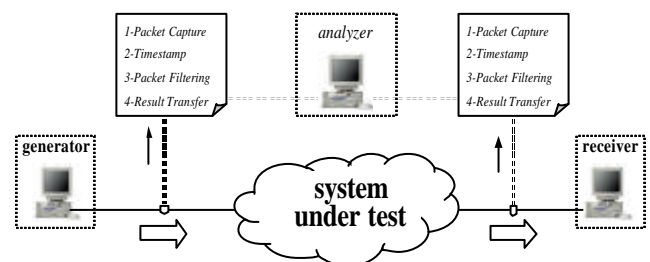 1-Packet Capture
2-Timestamp
3-Packet Filtering
4-Result Transfer
analyzer
1-Packet Capture
2-Timestamp
3-Packet Filtering
4-Result Transfer
generator
system
under test
receiver